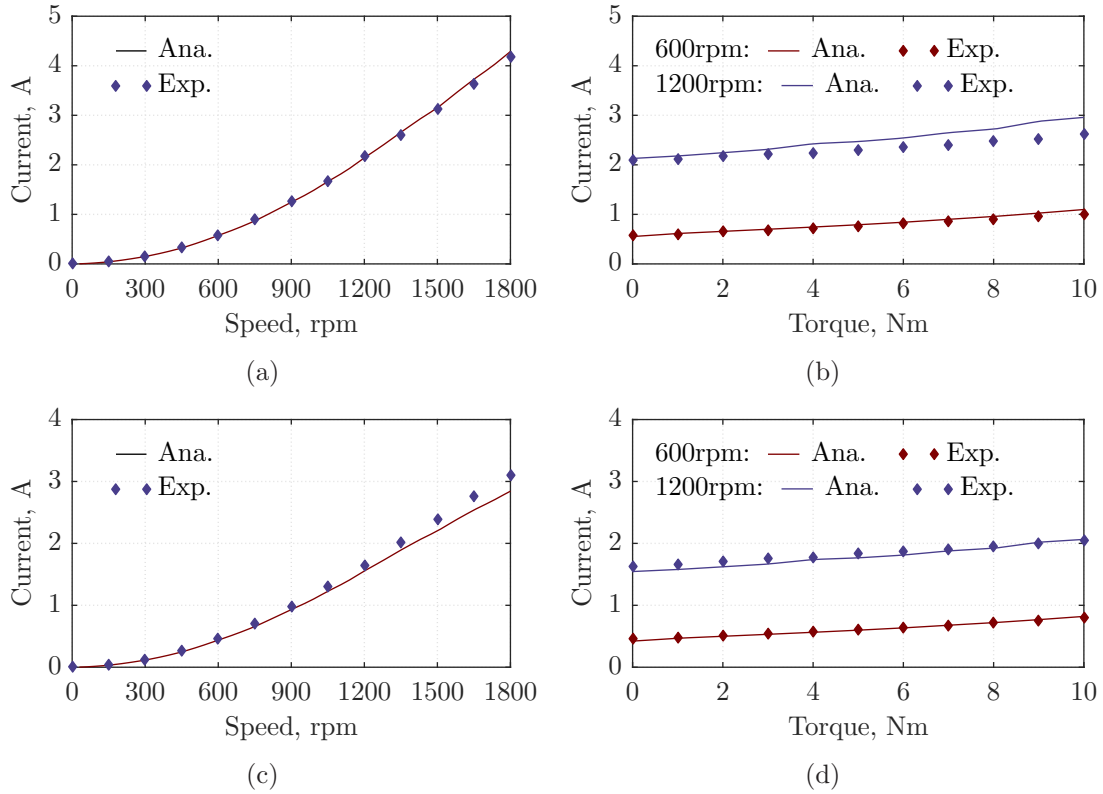 5
4
3
2
1
0
Current, A
Ana.
Exp.
0 300 600 900 1200 1500 1800
Speed, rpm
(a)
5
4
3
2
1
0
Current, A
600rpm: Ana. Exp.
1200rpm: Ana. Exp.
0 2 4 6 8 10
Torque, Nm
(b)
4
3
2
1
0
Current, A
Ana.
Exp.
0 300 600 900 1200 1500 1800
Speed, rpm
(c)
4
3
2
1
0
Current, A
600rpm: Ana. Exp.
1200rpm: Ana. Exp.
0 2 4 6 8 10
Torque, Nm
(d)